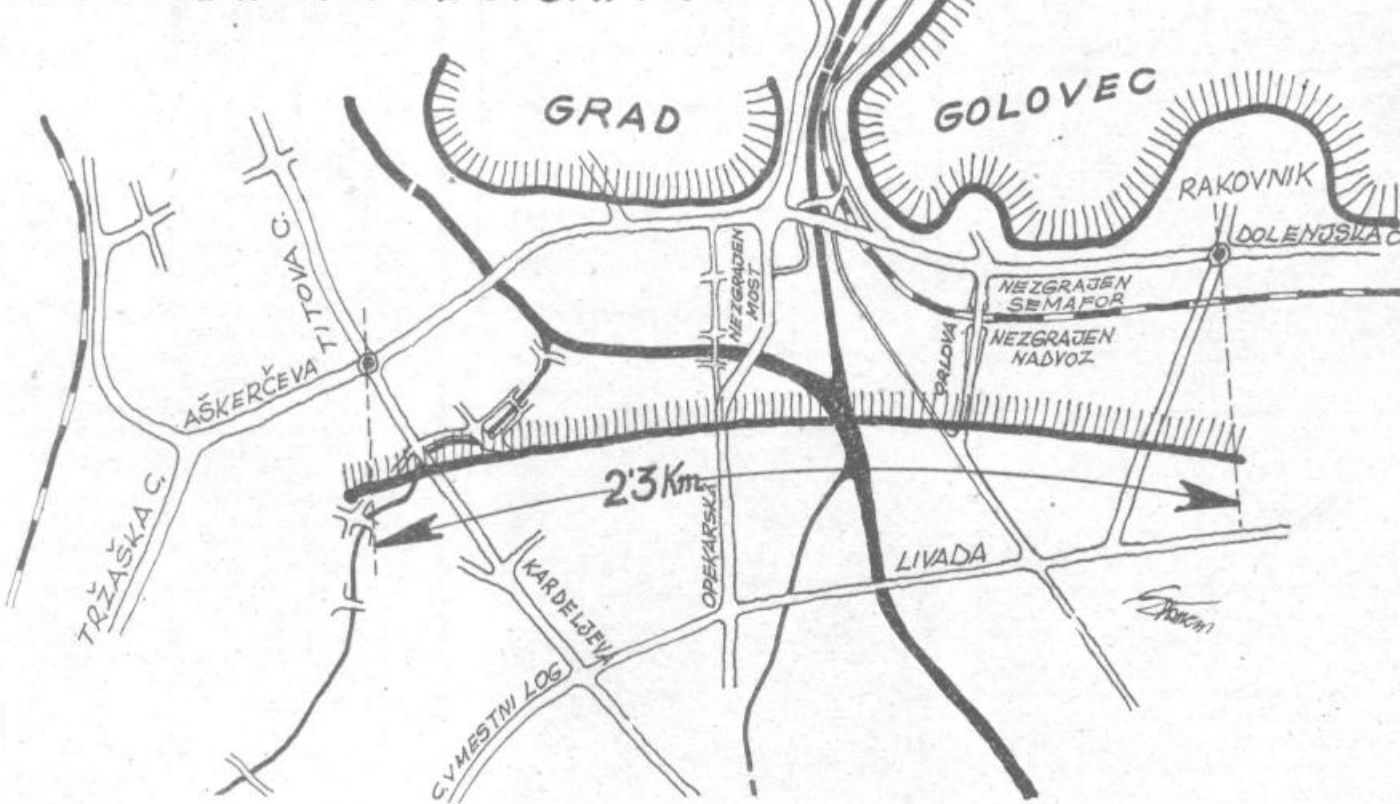 GRAD
GOLOVEC
RAKOVNIK
DOLENJSKA C
TITOVA C.
NEZGRAJEN
MOST
NEZGRAJEN
SEMAFOR
NEZGRAJEN
NADVOZ
ORLOVA
AŠKERČEVA
TRŽAŠKA C.
2'3 Km
OPEKARSKA
LIVADA
KARDELJEVA
C. V MESTNI LOG